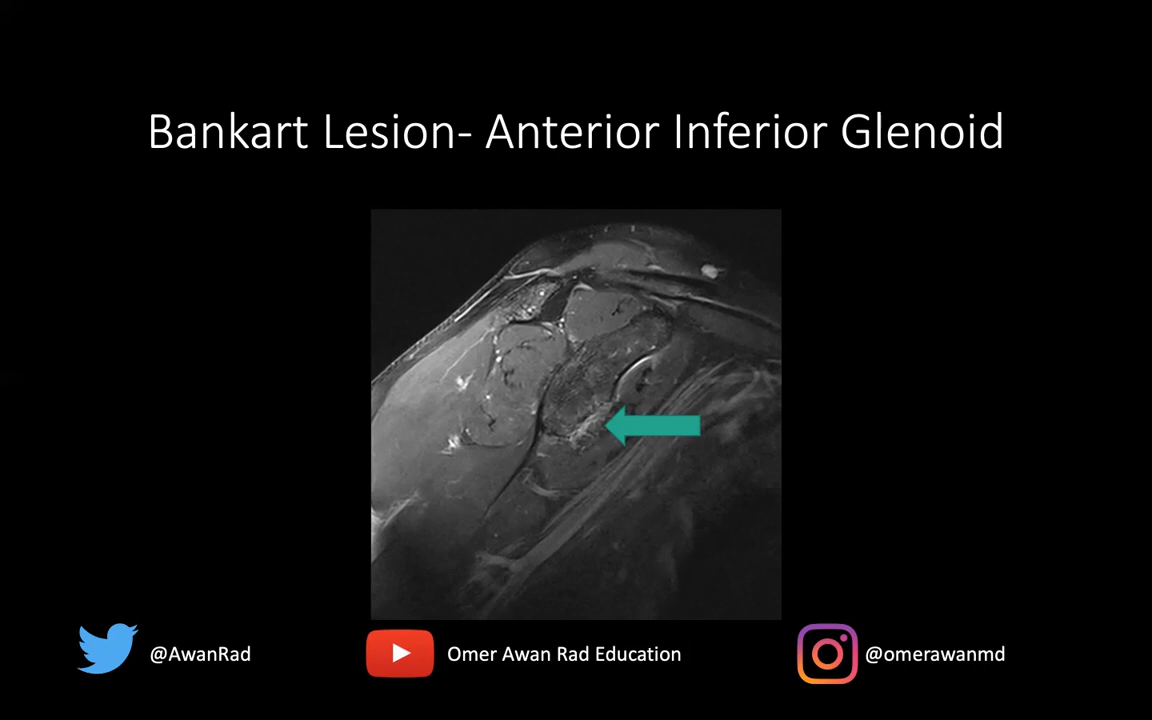 Bankart Lesion- Anterior Inferior Glenoid
@AwanRad
Omer Awan Rad Education
@omerawanmd